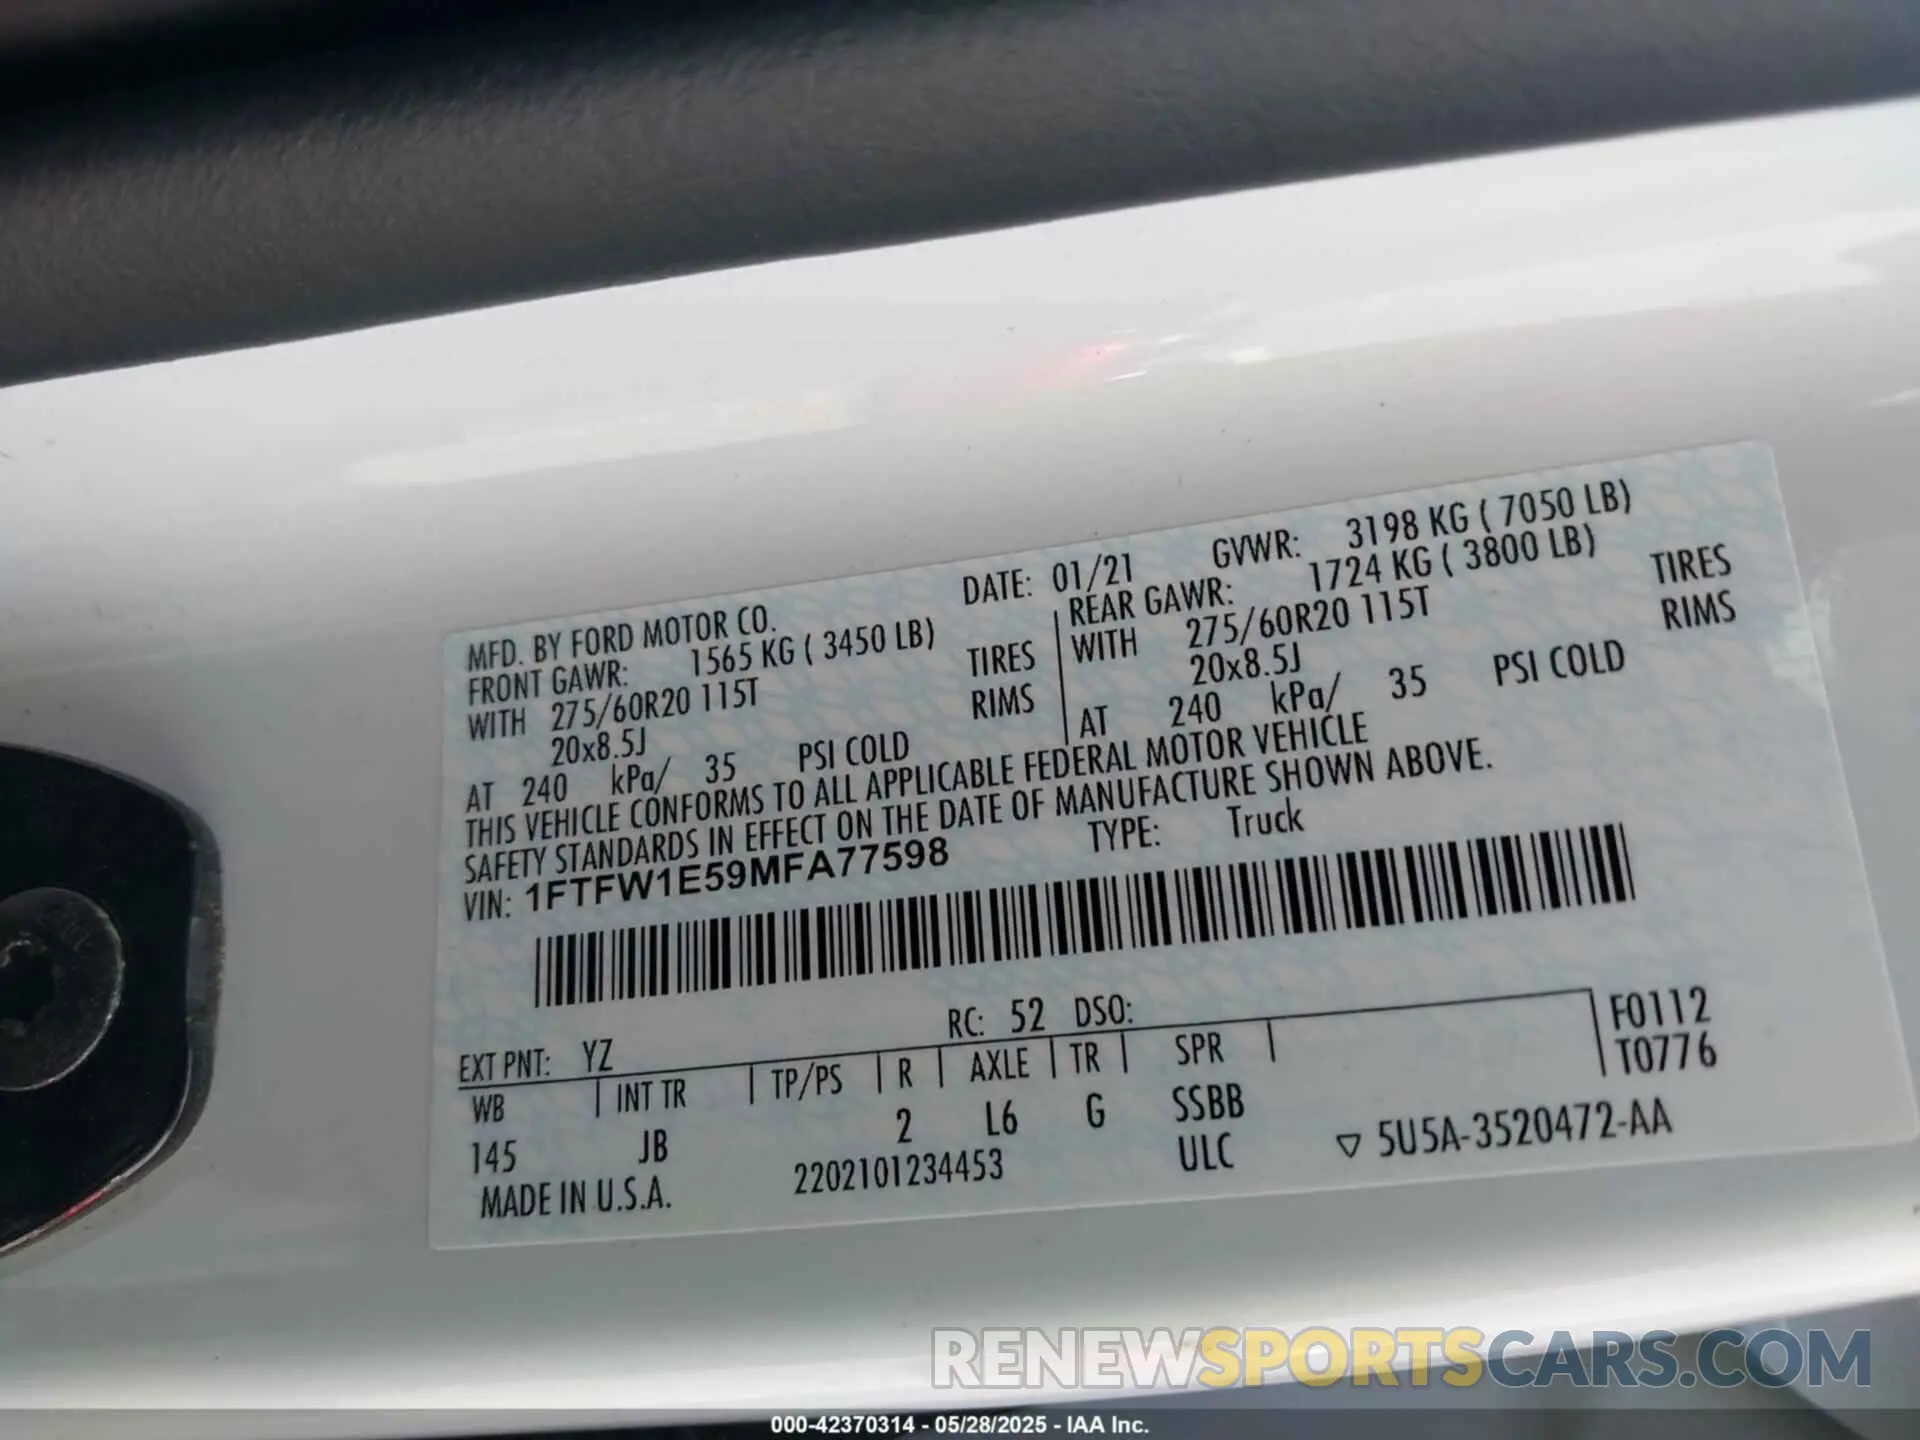 MFD. BY FORD MOTOR CO. DATE: 01/21 GVWR: 3198 KG ( 7050 LB)
FRONT GAWR: 1565 KG ( 3450 LB) REAR GAWR: 1724 KG ( 3800 LB)
WITH 275/60R20 115T TIRES WITH 275/60R20 115T TIRES
20x8.5J RIMS 20x8.5J RIMS
AT 240 kPa/ 35 PSI COLD AT 240 kPa/ 35 PSI COLD
THIS VEHICLE CONFORMS TO ALL APPLICABLE FEDERAL MOTOR VEHICLE
SAFETY STANDARDS IN EFFECT ON THE DATE OF MANUFACTURE SHOWN ABOVE.
VIN: 1FTFW1E59MFA77598 TYPE: Truck
EXT PNT: YZ RC: 52 DSO: F0112
WB INT TR TP/PS R AXLE TR SPR T0776
145 JB 2 L6 G SSBB
MADE IN U.S.A. 2202101234453 ULC ▽ 5U5A-3520472-AA
RENEWSPORTSCARS.COM
000-42370314 - 05/28/2025 - IAA Inc.